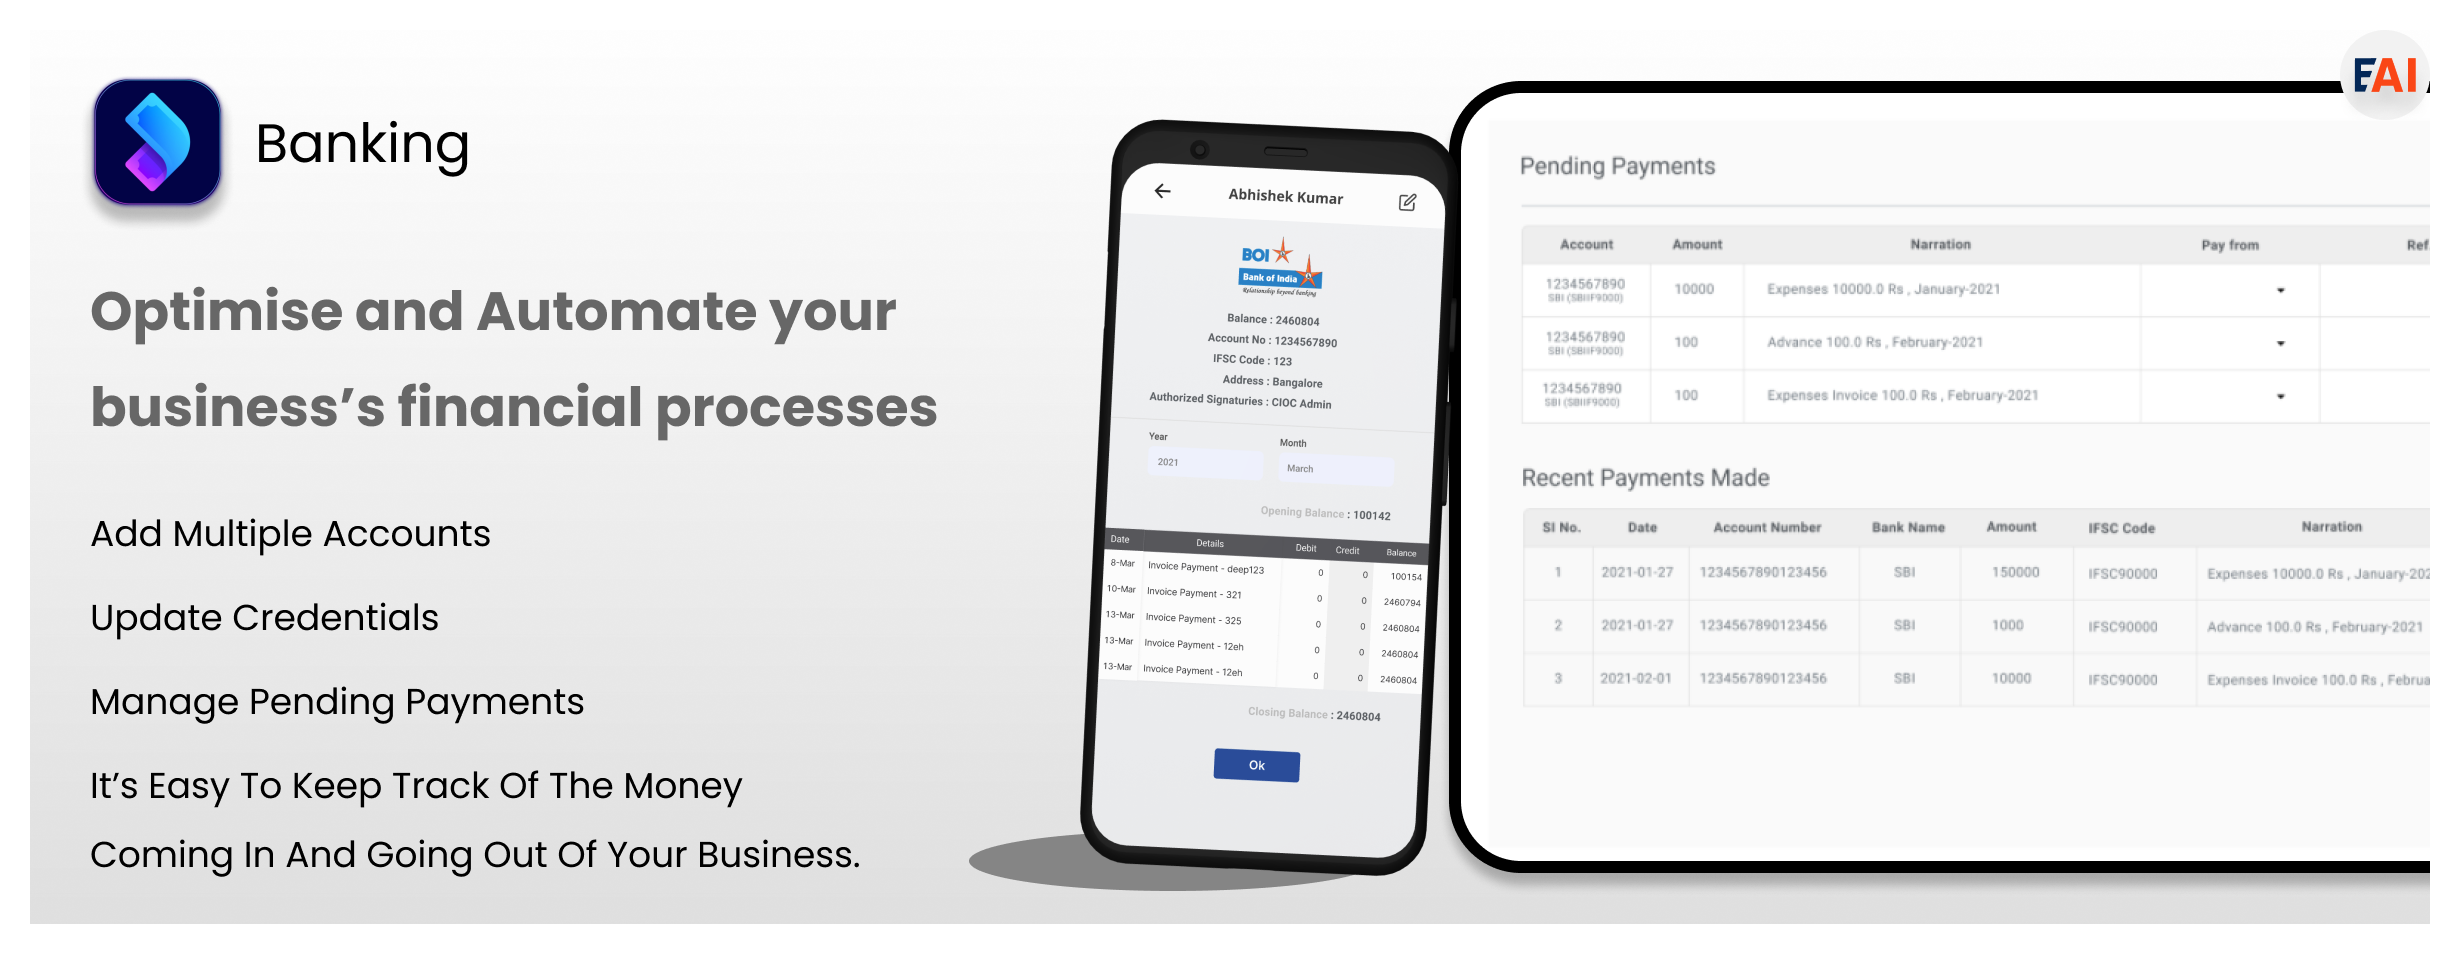 EAI
Banking
Optimise and Automate your
business's financial processes
Add Multiple Accounts
Update Credentials
Manage Pending Payments
It's Easy To Keep Track Of The Money
Coming In And Going Out Of Your Business.
Abhishek Kumar
BOI
Bank of India
Relationship beyond banking
Balance : 2460804
Account No : 1234567890
IFSC Code : 123
Address : Bangalore
Authorized Signaturies : CIOC Admin
Year Month
2021 March
Opening Balance : 100142
Date Details Debit Credit Balance
8-Mar Invoice Payment - deep123 0 0 100154
10-Mar Invoice Payment - 321 0 0 2460794
13-Mar Invoice Payment - 325 0 0 2460804
13-Mar Invoice Payment - 12eh 0 0 2460804
13-Mar Invoice Payment - 12eh 0 0 2460804
Closing Balance : 2460804
Ok
Pending Payments
Account Amount Narration Pay from Ref
1234567890 10000 Expenses 10000.0 Rs , January-2021
SBI (SBIIF9000)
1234567890 100 Advance 100.0 Rs , February-2021
SBI (SBIIF9000)
1234567890 100 Expenses Invoice 100.0 Rs , February-2021
SBI (SBIIF9000)
Recent Payments Made
SI No. Date Account Number Bank Name Amount IFSC Code Narration
1 2021-01-27 1234567890123456 SBI 150000 IFSC90000 Expenses 10000.0 Rs , January-202
2 2021-01-27 1234567890123456 SBI 1000 IFSC90000 Advance 100.0 Rs , February-2021
3 2021-02-01 1234567890123456 SBI 10000 IFSC90000 Expenses Invoice 100.0 Rs , Februa